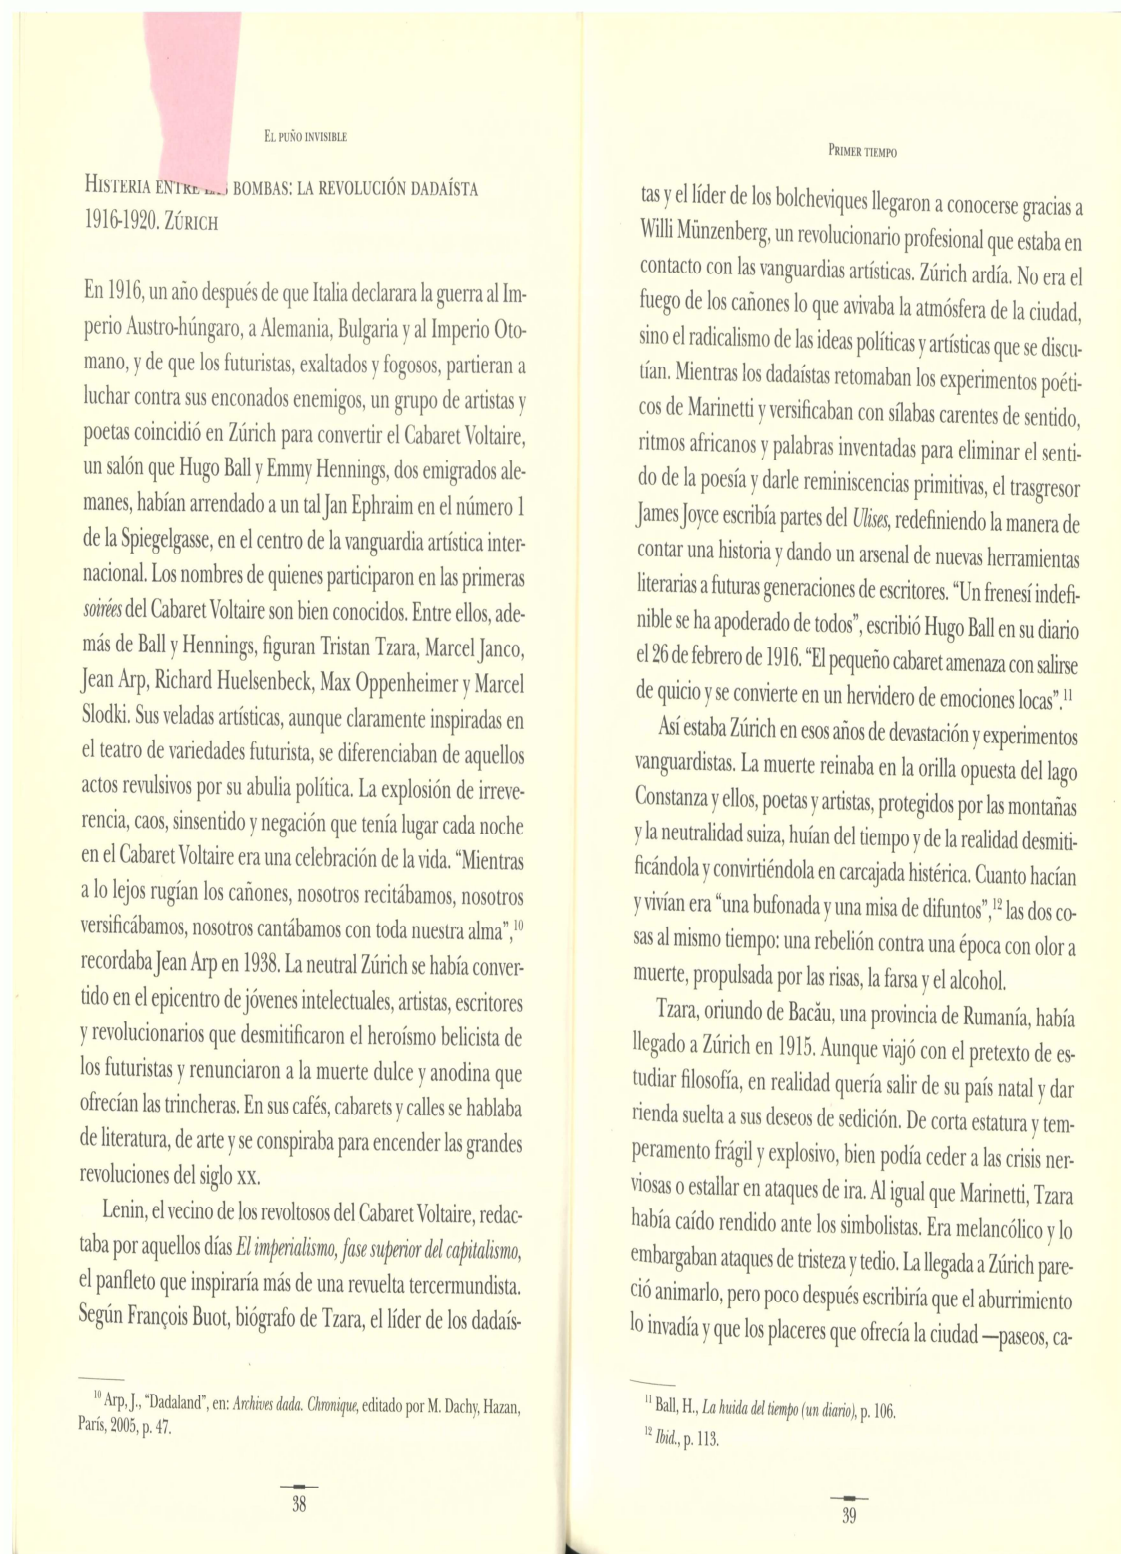 El puño invisible
Histeria entre las bombas: la revolución dadaísta
1916-1920. Zúrich
En 1916, un año después de que Italia declarara la guerra al Im-
perio Austro-húngaro, a Alemania, Bulgaria y al Imperio Oto-
mano, y de que los futuristas, exaltados y fogosos, partieran a
luchar contra sus enconados enemigos, un grupo de artistas y
poetas coincidió en Zúrich para convertir el Cabaret Voltaire,
un salón que Hugo Ball y Emmy Hennings, dos emigrados ale-
manes, habían arrendado a un tal Jan Ephraim en el número 1
de la Spiegelgasse, en el centro de la vanguardia artística inter-
nacional. Los nombres de quienes participaron en las primeras
soirées del Cabaret Voltaire son bien conocidos. Entre ellos, ade-
más de Ball y Hennings, figuran Tristan Tzara, Marcel Janco,
Jean Arp, Richard Huelsenbeck, Max Oppenheimer y Marcel
Slodki. Sus veladas artísticas, aunque claramente inspiradas en
el teatro de variedades futurista, se diferenciaban de aquellos
actos revulsivos por su abulia política. La explosión de irreve-
rencia, caos, sinsentido y negación que tenía lugar cada noche
en el Cabaret Voltaire era una celebración de la vida. “Mientras
a lo lejos rugían los cañones, nosotros recitábamos, nosotros
versificábamos, nosotros cantábamos con toda nuestra alma”,10
recordaba Jean Arp en 1938. La neutral Zúrich se había conver-
tido en el epicentro de jóvenes intelectuales, artistas, escritores
y revolucionarios que desmitificaron el heroísmo belicista de
los futuristas y renunciaron a la muerte dulce y anodina que
ofrecían las trincheras. En sus cafés, cabarets y calles se hablaba
de literatura, de arte y se conspiraba para encender las grandes
revoluciones del siglo XX.
Lenin, el vecino de los revoltosos del Cabaret Voltaire, redac-
taba por aquellos días El imperialismo, fase superior del capitalismo,
el panfleto que inspiraría más de una revuelta tercermundista.
Según François Buot, biógrafo de Tzara, el líder de los dadaís-
10 Arp, J., “Dadaland”, en: Archives dada. Chronique, editado por M. Dachy, Hazan,
París, 2005, p. 47.
38
Primer tiempo
tas y el líder de los bolcheviques llegaron a conocerse gracias a
Willi Münzenberg, un revolucionario profesional que estaba en
contacto con las vanguardias artísticas. Zúrich ardía. No era el
fuego de los cañones lo que avivaba la atmósfera de la ciudad,
sino el radicalismo de las ideas políticas y artísticas que se discu-
tían. Mientras los dadaístas retomaban los experimentos poéti-
cos de Marinetti y versificaban con sílabas carentes de sentido,
ritmos africanos y palabras inventadas para eliminar el senti-
do de la poesía y darle reminiscencias primitivas, el trasgresor
James Joyce escribía partes del Ulises, redefiniendo la manera de
contar una historia y dando un arsenal de nuevas herramientas
literarias a futuras generaciones de escritores. “Un frenesí indefi-
nible se ha apoderado de todos”, escribió Hugo Ball en su diario
el 26 de febrero de 1916. “El pequeño cabaret amenaza con salirse
de quicio y se convierte en un hervidero de emociones locas”.11
Así estaba Zúrich en esos años de devastación y experimentos
vanguardistas. La muerte reinaba en la orilla opuesta del lago
Constanza y ellos, poetas y artistas, protegidos por las montañas
y la neutralidad suiza, huían del tiempo y de la realidad desmiti-
ficándola y convirtiéndola en carcajada histérica. Cuanto hacían
y vivían era “una bufonada y una misa de difuntos”,12 las dos co-
sas al mismo tiempo: una rebelión contra una época con olor a
muerte, propulsada por las risas, la farsa y el alcohol.
Tzara, oriundo de Bacău, una provincia de Rumanía, había
llegado a Zúrich en 1915. Aunque viajó con el pretexto de es-
tudiar filosofía, en realidad quería salir de su país natal y dar
rienda suelta a sus deseos de sedición. De corta estatura y tem-
peramento frágil y explosivo, bien podía ceder a las crisis ner-
viosas o estallar en ataques de ira. Al igual que Marinetti, Tzara
había caído rendido ante los simbolistas. Era melancólico y lo
embargaban ataques de tristeza y tedio. La llegada a Zúrich pare-
ció animarlo, pero poco después escribiría que el aburrimiento
lo invadía y que los placeres que ofrecía la ciudad —paseos, ca-
11 Ball, H., La huida del tiempo (un diario), p. 106.
12 Ibid., p. 113.
39